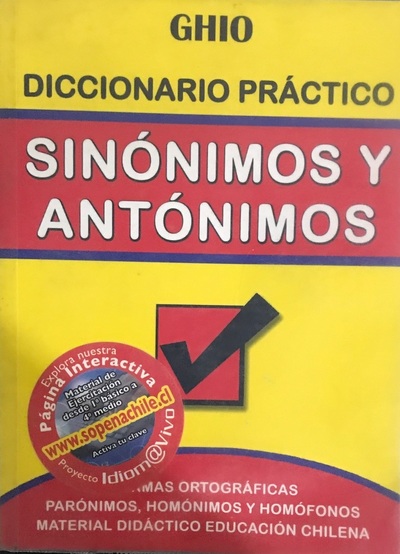 GHIO
DICCIONARIO PRÁCTICO
SINÓNIMOS Y
ANTÓNIMOS
Explora nuestra
Página Interactiva
Material de
Ejercitación
desde 1° básico a
4° medio
www.sopenachile.cl
Activa tu clave
Proyecto Idiom@Vivo
ORTOGRÁFICAS
PARÓNIMOS, HOMÓNIMOS Y HOMÓFONOS
MATERIAL DIDÁCTICO EDUCACIÓN CHILENA